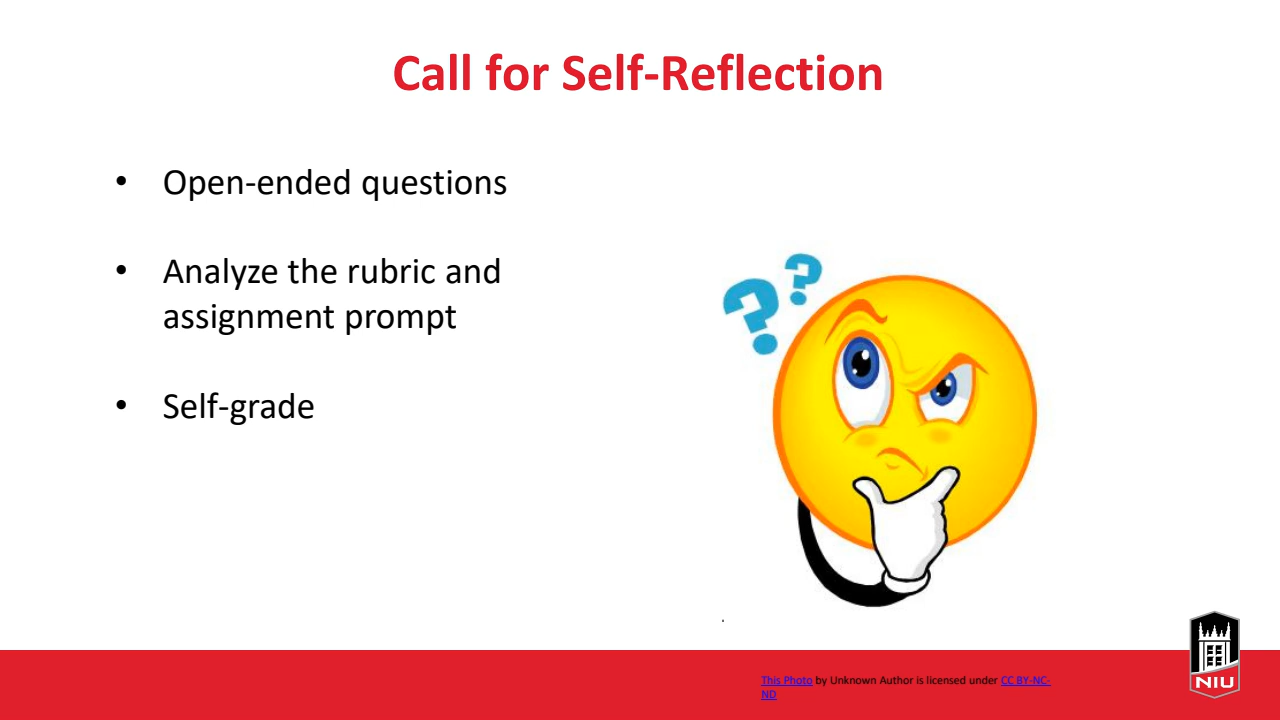 Call for Self-Reflection
• Open-ended questions
• Analyze the rubric and
assignment prompt
• Self-grade
? ?
.
This Photo by Unknown Author is licensed under CC BY-NC-
ND
NIU